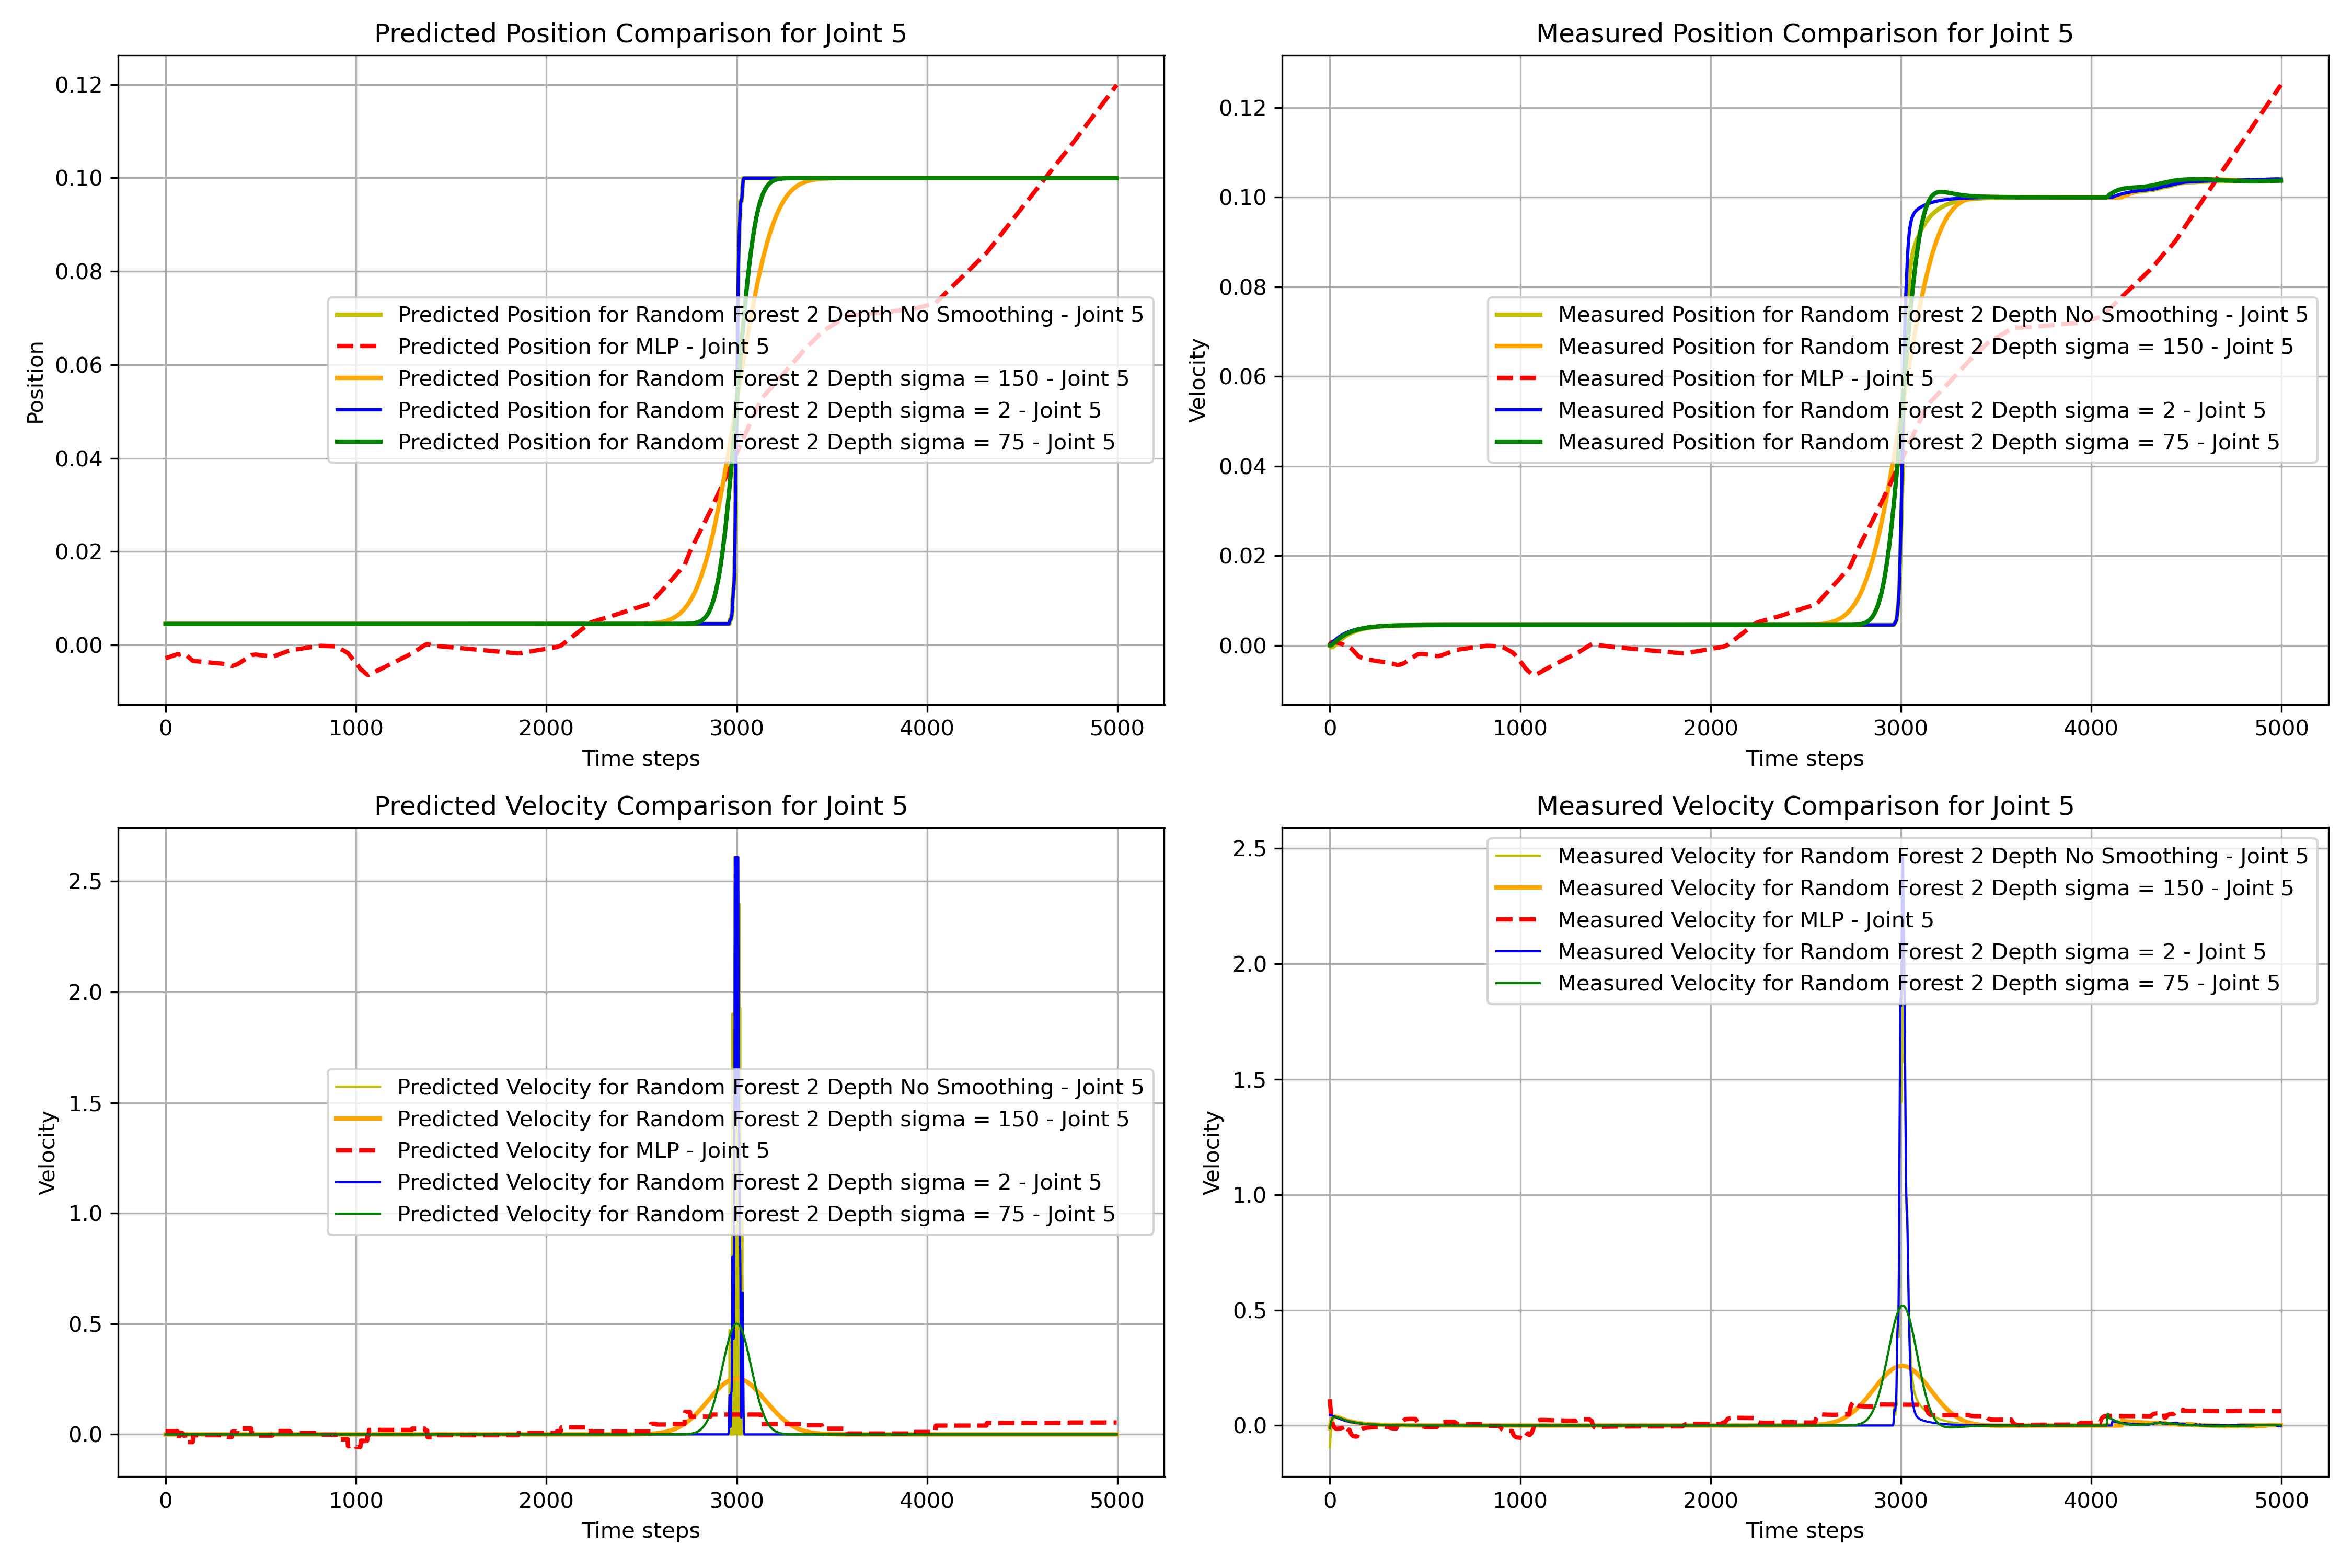 Predicted Position Comparison for Joint 5
0.12
0.10
0.08
0.06
0.04
0.02
0.00
Position
Predicted Position for Random Forest 2 Depth No Smoothing - Joint 5
Predicted Position for MLP - Joint 5
Predicted Position for Random Forest 2 Depth sigma = 150 - Joint 5
Predicted Position for Random Forest 2 Depth sigma = 2 - Joint 5
Predicted Position for Random Forest 2 Depth sigma = 75 - Joint 5
0 1000 2000 3000 4000 5000
Time steps
Measured Position Comparison for Joint 5
0.12
0.10
0.08
0.06
0.04
0.02
0.00
Velocity
Measured Position for Random Forest 2 Depth No Smoothing - Joint 5
Measured Position for Random Forest 2 Depth sigma = 150 - Joint 5
Measured Position for MLP - Joint 5
Measured Position for Random Forest 2 Depth sigma = 2 - Joint 5
Measured Position for Random Forest 2 Depth sigma = 75 - Joint 5
0 1000 2000 3000 4000 5000
Time steps
Predicted Velocity Comparison for Joint 5
2.5
2.0
1.5
1.0
0.5
0.0
Velocity
Predicted Velocity for Random Forest 2 Depth No Smoothing - Joint 5
Predicted Velocity for Random Forest 2 Depth sigma = 150 - Joint 5
Predicted Velocity for MLP - Joint 5
Predicted Velocity for Random Forest 2 Depth sigma = 2 - Joint 5
Predicted Velocity for Random Forest 2 Depth sigma = 75 - Joint 5
0 1000 2000 3000 4000 5000
Time steps
Measured Velocity Comparison for Joint 5
2.5
2.0
1.5
1.0
0.5
0.0
Velocity
Measured Velocity for Random Forest 2 Depth No Smoothing - Joint 5
Measured Velocity for Random Forest 2 Depth sigma = 150 - Joint 5
Measured Velocity for MLP - Joint 5
Measured Velocity for Random Forest 2 Depth sigma = 2 - Joint 5
Measured Velocity for Random Forest 2 Depth sigma = 75 - Joint 5
0 1000 2000 3000 4000 5000
Time steps